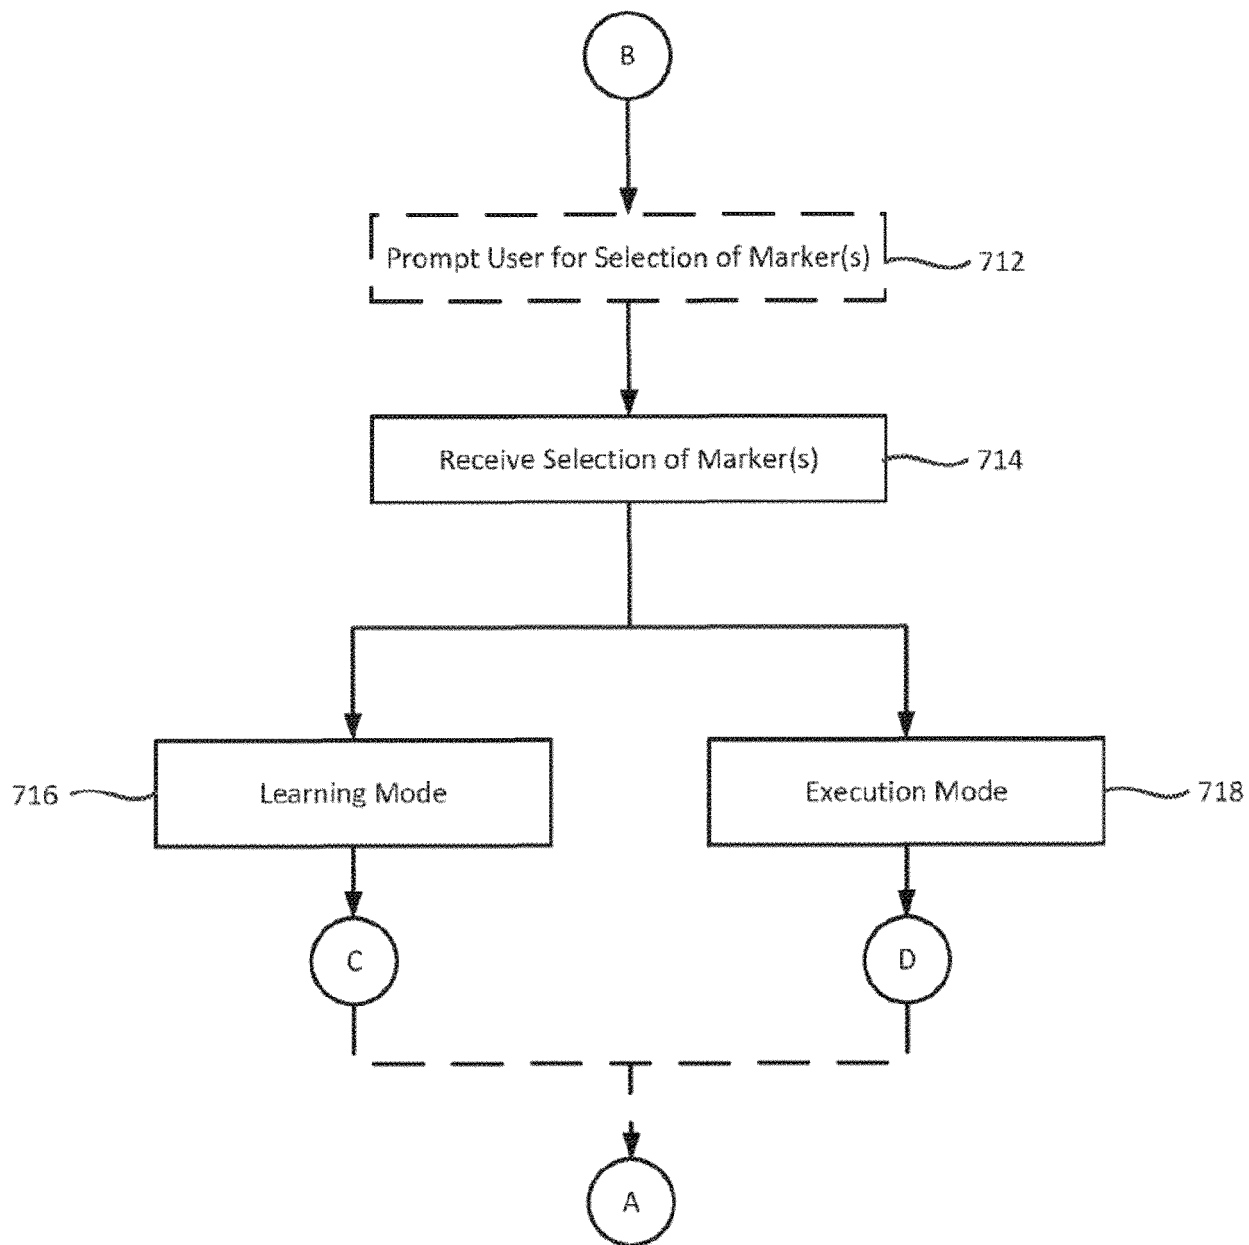 B
Prompt User for Selection of Marker(s)
712
Receive Selection of Marker(s)
714
716
Learning Mode
Execution Mode
718
C
D
A